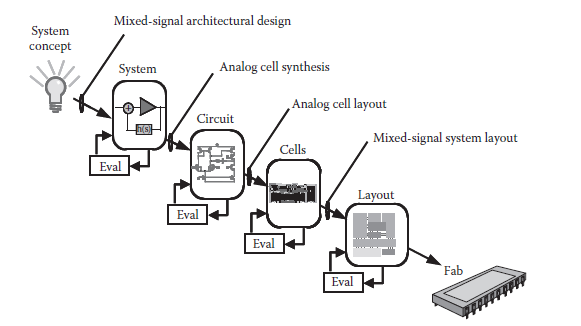 System
concept
Mixed-signal architectural design
System
Analog cell synthesis
h(s)
Eval
Circuit
Analog cell layout
Eval
Cells
Mixed-signal system layout
Eval
Layout
Eval
Fab